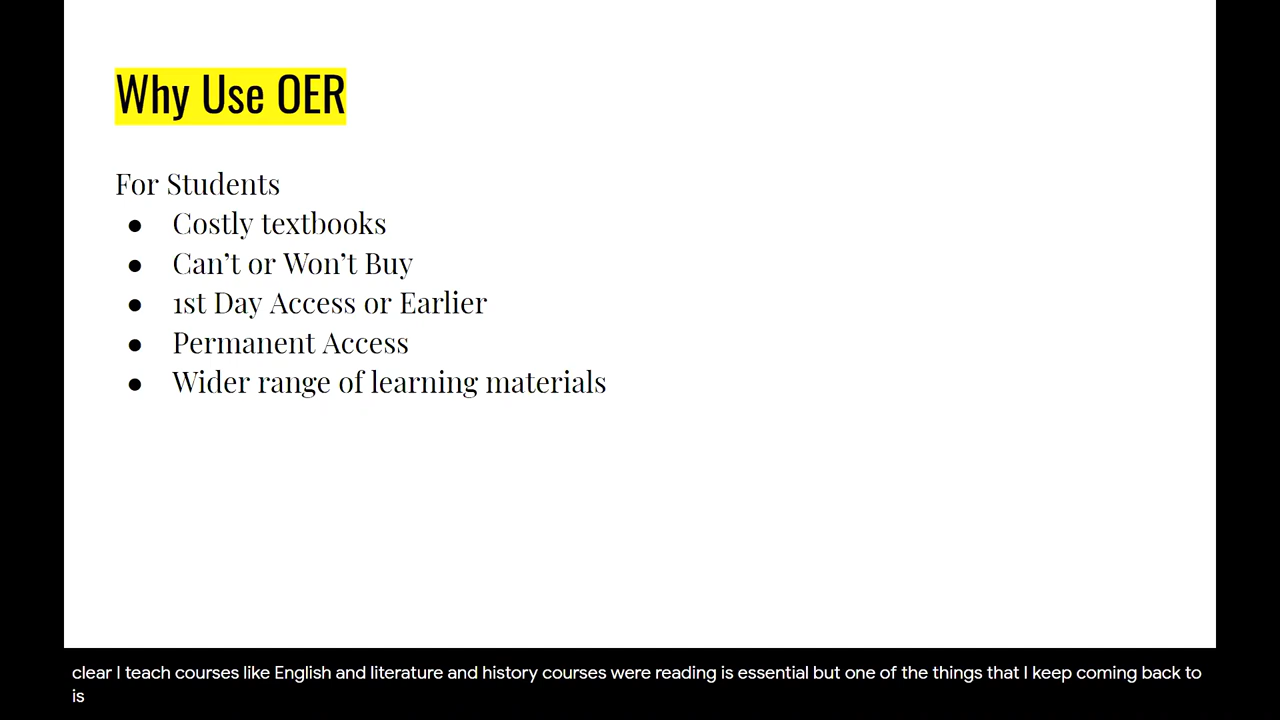 Why Use OER
For Students
● Costly textbooks
● Can’t or Won’t Buy
● 1st Day Access or Earlier
● Permanent Access
● Wider range of learning materials
clear I teach courses like English and literature and history courses were reading is essential but one of the things that I keep coming back to
is